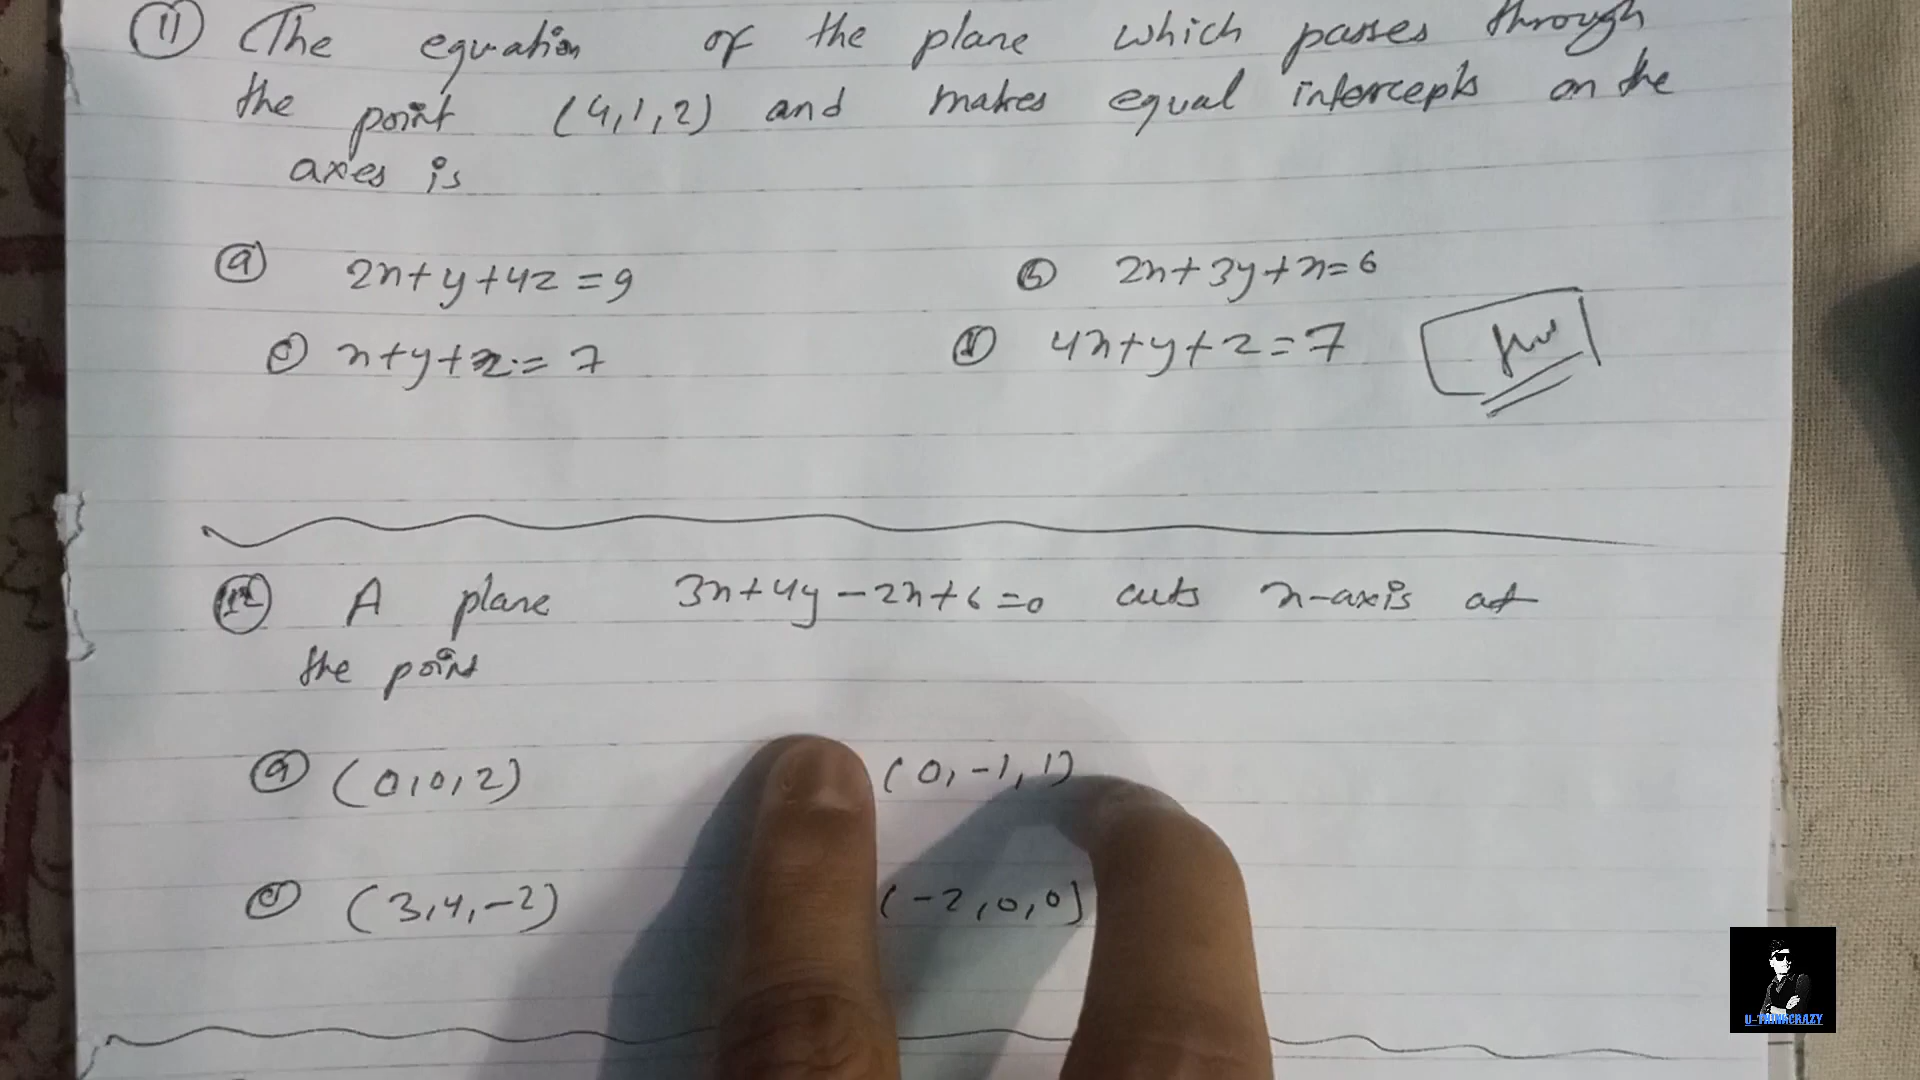 11 The equation of the plane which passes through
the point (4,1,2) and makes equal intercepts on the
axes is
a 2x+y+4z=9 b 2x+3y+x=6
c x+y+z=7 d 4x+y+z=7
12 A plane 3x+4y-2x+6=0 cuts x-axis at
the point
a (0,0,2) (0,-1,1)
c (3,4,-2) (-2,0,0)
U-THINKCRAZY